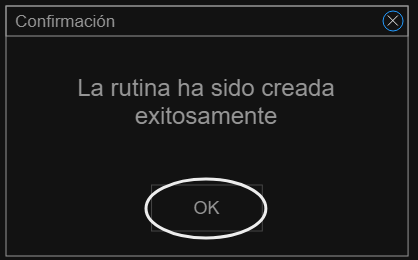 Confirmación
La rutina ha sido creada
exitosamente
OK